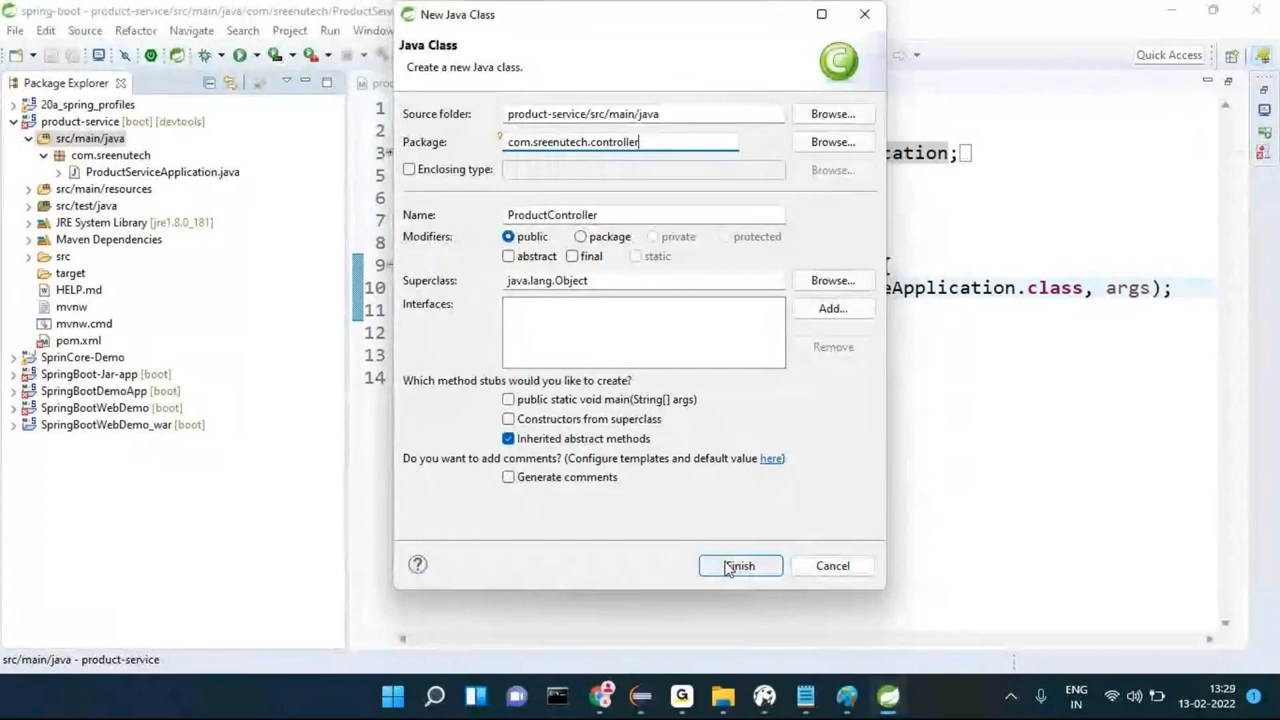 spring-boot - product-service/src/main/java/com/sreenutech/ProductServ
New Java Class
File Edit Source Refactor Navigate Search Project Run Window
Java Class
Create a new Java class.
Quick Access
Package Explorer
20a_spring_profiles
product-service [boot] [devtools]
src/main/java
com.sreenutech
ProductServiceApplication.java
src/main/resources
src/test/java
JRE System Library [jre1.8.0_181]
Maven Dependencies
src
target
HELP.md
mvnw
mvnw.cmd
pom.xml
SprinCore-Demo
SpringBoot-Jar-app [boot]
SpringBootDemoApp [boot]
SpringBootWebDemo [boot]
SpringBootWebDemo_war [boot]
1
2
3 cation;
5
6
7
8
9 {
10 eApplication.class, args);
11
12
13
14
Source folder: product-service/src/main/java Browse...
Package: com.sreenutech.controller Browse...
Enclosing type: Browse...
Name: ProductController
Modifiers: public package private protected
abstract final static
Superclass: java.lang.Object Browse...
Interfaces: Add...
Remove
Which method stubs would you like to create?
public static void main(String[] args)
Constructors from superclass
Inherited abstract methods
Do you want to add comments? (Configure templates and default value here)
Generate comments
Finish Cancel
src/main/java - product-service
ENG
IN
13:29
13-02-2022